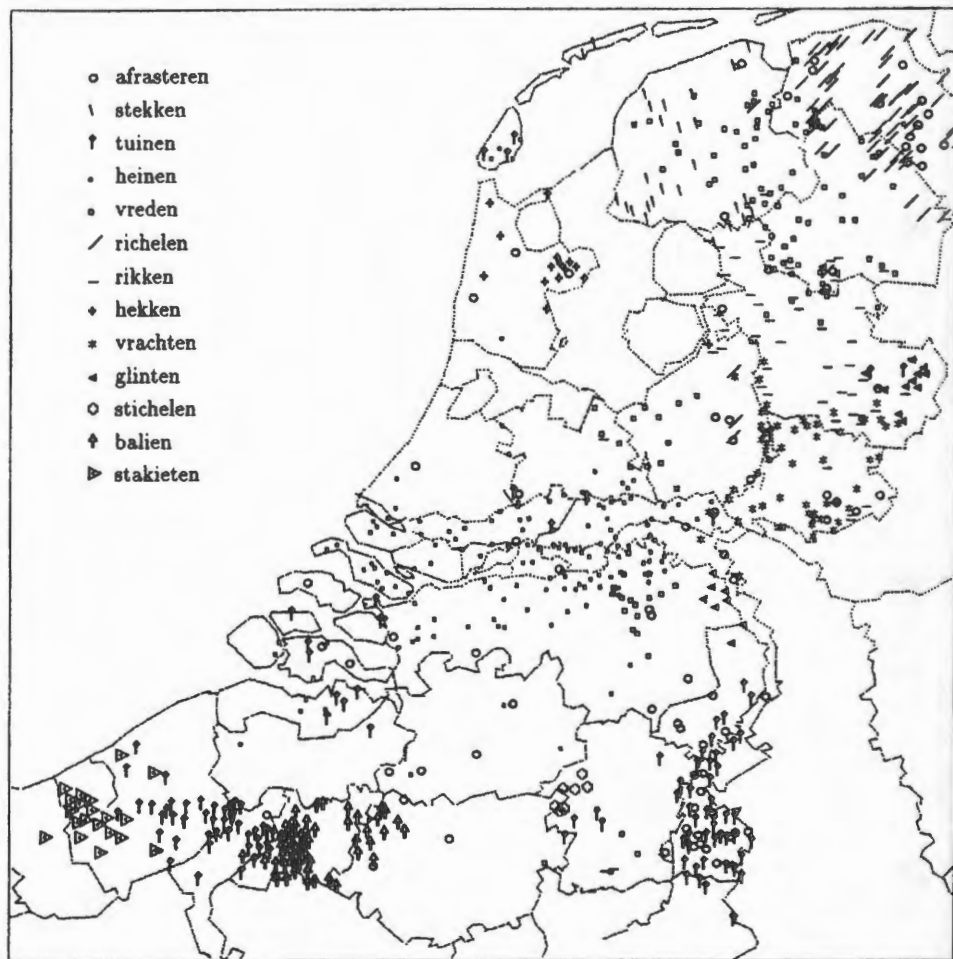 afrasteren
stekken
tuinen
heinen
vreden
richelen
rikken
hekken
vrachten
glinten
stichelen
balien
stakieten